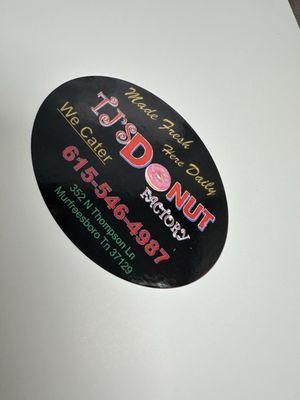 Made Fresh
Here Daily
TJ'S DONUT
FACTORY
We Cater
615-546-4987
352 N Thompson Ln
Murfreesboro Tn 37129